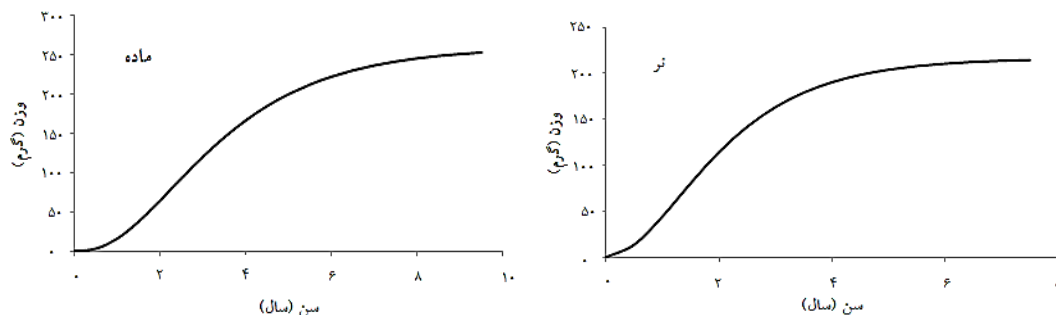 ماده
وزن (گرم)
۳۰۰
۲۵۰
۲۰۰
۱۵۰
۱۰۰
۵۰
۰
۰ ۲ ۴ ۶ ۸ ۱۰
سن (سال)
نر
وزن (گرم)
۲۵۰
۲۰۰
۱۵۰
۱۰۰
۵۰
۰
۰ ۲ ۴ ۶
سن (سال)